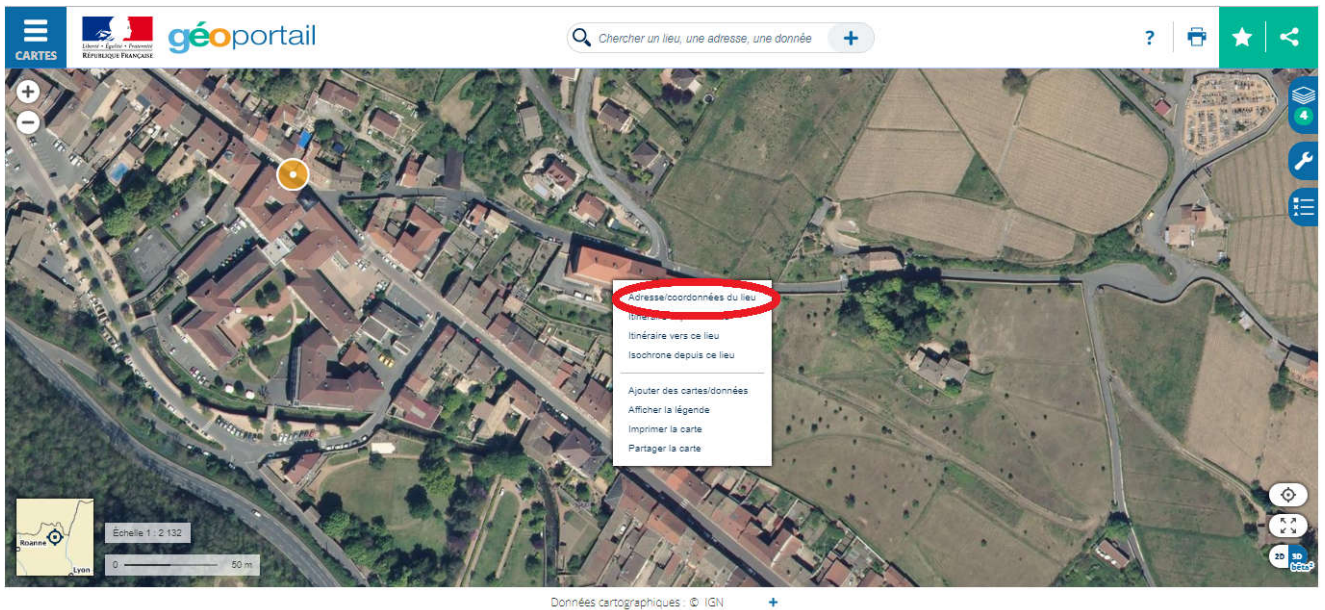 CARTES
Liberté • Égalité • Fraternité
RÉPUBLIQUE FRANÇAISE
géoportail
Chercher un lieu, une adresse, une donnée +
?
+
−
4
Adresse/coordonnées du lieu
Itinéraire vers ce lieu
Isochrone depuis ce lieu
Ajouter des cartes/données
Afficher la légende
Imprimer la carte
Partager la carte
Roanne
Lyon
Échelle 1 : 2 132
0 50 m
2D 3D
bêta
Données cartographiques : © IGN +